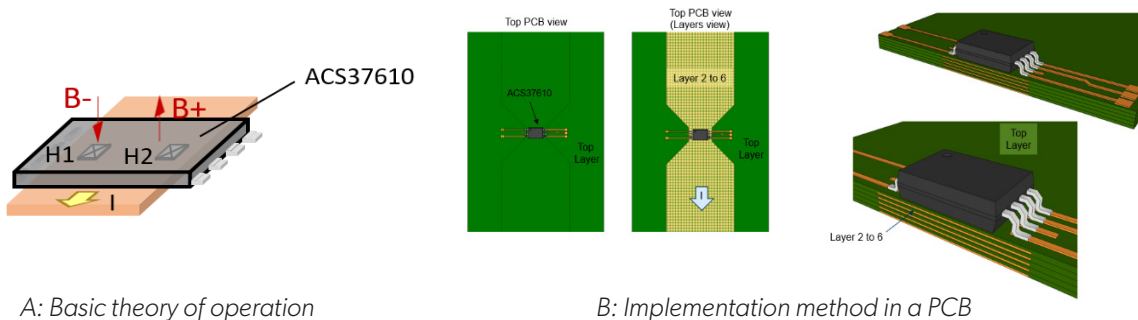 ACS37610
B-
B+
H1
H2
I
A: Basic theory of operation
Top PCB view
ACS37610
Top
Layer
Top PCB view
(Layers view)
Layer 2 to 6
Top
Layer
I
Top
Layer
Layer 2 to 6
B: Implementation method in a PCB